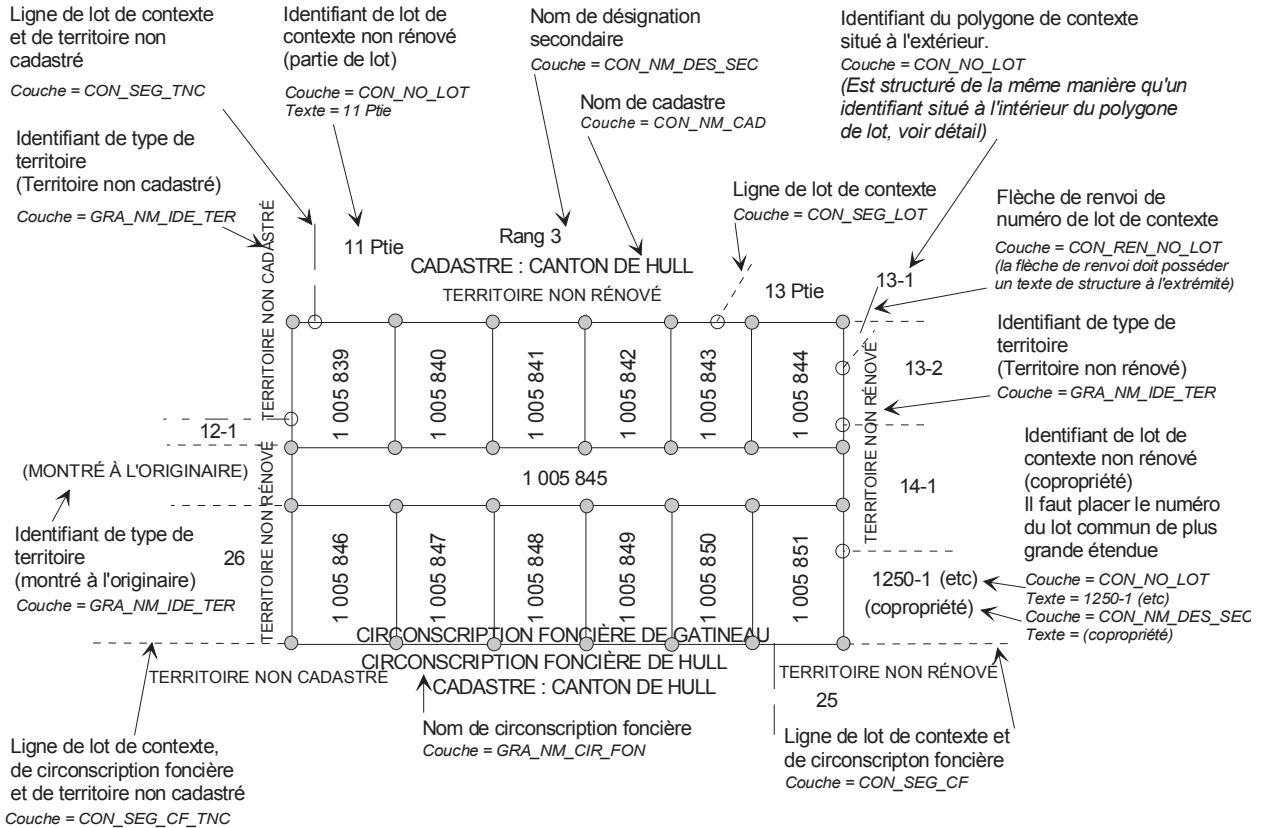 Ligne de lot de contexte
et de territoire non
cadastré
Couche = CON_SEG_TNC
Identifiant de lot de
contexte non rénové
(partie de lot)
Couche = CON_NO_LOT
Texte = 11 Ptie
Nom de désignation
secondaire
Couche = CON_NM_DES_SEC
Nom de cadastre
Couche = CON_NM_CAD
Identifiant du polygone de contexte
situé à l'extérieur.
Couche = CON_NO_LOT
(Est structuré de la même manière qu'un
identifiant situé à l'intérieur du polygone
de lot, voir détail)
Identifiant de type de
territoire
(Territoire non cadastré)
Couche = GRA_NM_IDE_TER
Ligne de lot de contexte
Couche = CON_SEG_LOT
Flèche de renvoi de
numéro de lot de contexte
Couche = CON_REN_NO_LOT
(la flèche de renvoi doit posséder
un texte de structure à l'extrémité)
TERRITOIRE NON CADASTRÉ
11 Ptie
Rang 3
CADASTRE : CANTON DE HULL
TERRITOIRE NON RÉNOVÉ
13 Ptie
13-1
Identifiant de type de
territoire
(Territoire non rénové)
Couche = GRA_NM_IDE_TER
1 005 839
1 005 840
1 005 841
1 005 842
1 005 843
1 005 844
TERRITOIRE NON RÉNOVÉ
13-2
12-1
(MONTRÉ À L'ORIGINAIRE)
TERRITOIRE NON RÉNOVÉ
1 005 845
14-1
Identifiant de lot de
contexte non rénové
(copropriété)
Il faut placer le numéro
du lot commun de plus
grande étendue
Couche = CON_NO_LOT
Texte = 1250-1 (etc)
Couche = CON_NM_DES_SEC
Texte = (copropriété)
Identifiant de type de
territoire
(montré à l'originaire)
Couche = GRA_NM_IDE_TER
26
1 005 846
1 005 847
1 005 848
1 005 849
1 005 850
1 005 851
1250-1 (etc)
(copropriété)
CIRCONSCRIPTION FONCIÈRE DE GATINEAU
CIRCONSCRIPTION FONCIÈRE DE HULL
TERRITOIRE NON CADASTRÉ
CADASTRE : CANTON DE HULL
TERRITOIRE NON RÉNOVÉ
25
Nom de circonscription foncière
Couche = GRA_NM_CIR_FON
Ligne de lot de contexte,
de circonscription foncière
et de territoire non cadastré
Couche = CON_SEG_CF_TNC
Ligne de lot de contexte et
de circonscripton foncière
Couche = CON_SEG_CF